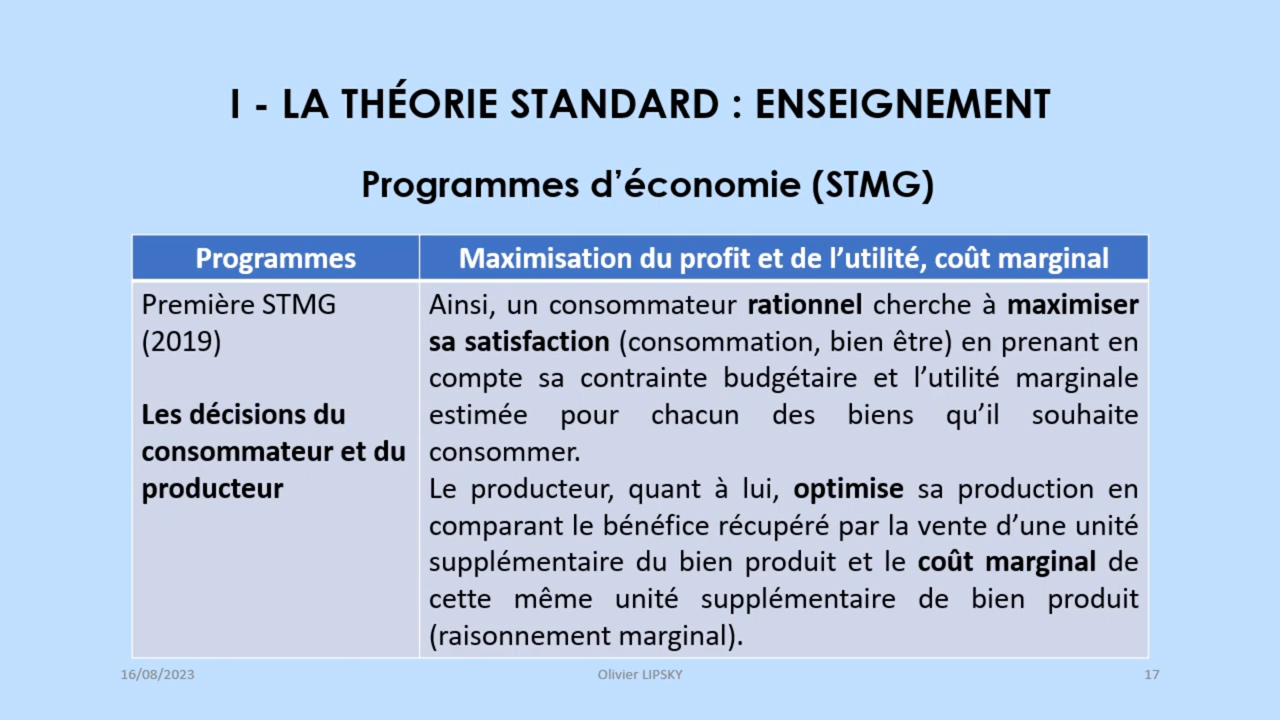 I - LA THÉORIE STANDARD : ENSEIGNEMENT
Programmes d’économie (STMG)
Programmes
Maximisation du profit et de l’utilité, coût marginal
Première STMG
(2019)
Les décisions du
consommateur et du
producteur
Ainsi, un consommateur rationnel cherche à maximiser
sa satisfaction (consommation, bien être) en prenant en
compte sa contrainte budgétaire et l’utilité marginale
estimée pour chacun des biens qu’il souhaite
consommer.
Le producteur, quant à lui, optimise sa production en
comparant le bénéfice récupéré par la vente d’une unité
supplémentaire du bien produit et le coût marginal de
cette même unité supplémentaire de bien produit
(raisonnement marginal).
16/08/2023
Olivier LIPSKY
17